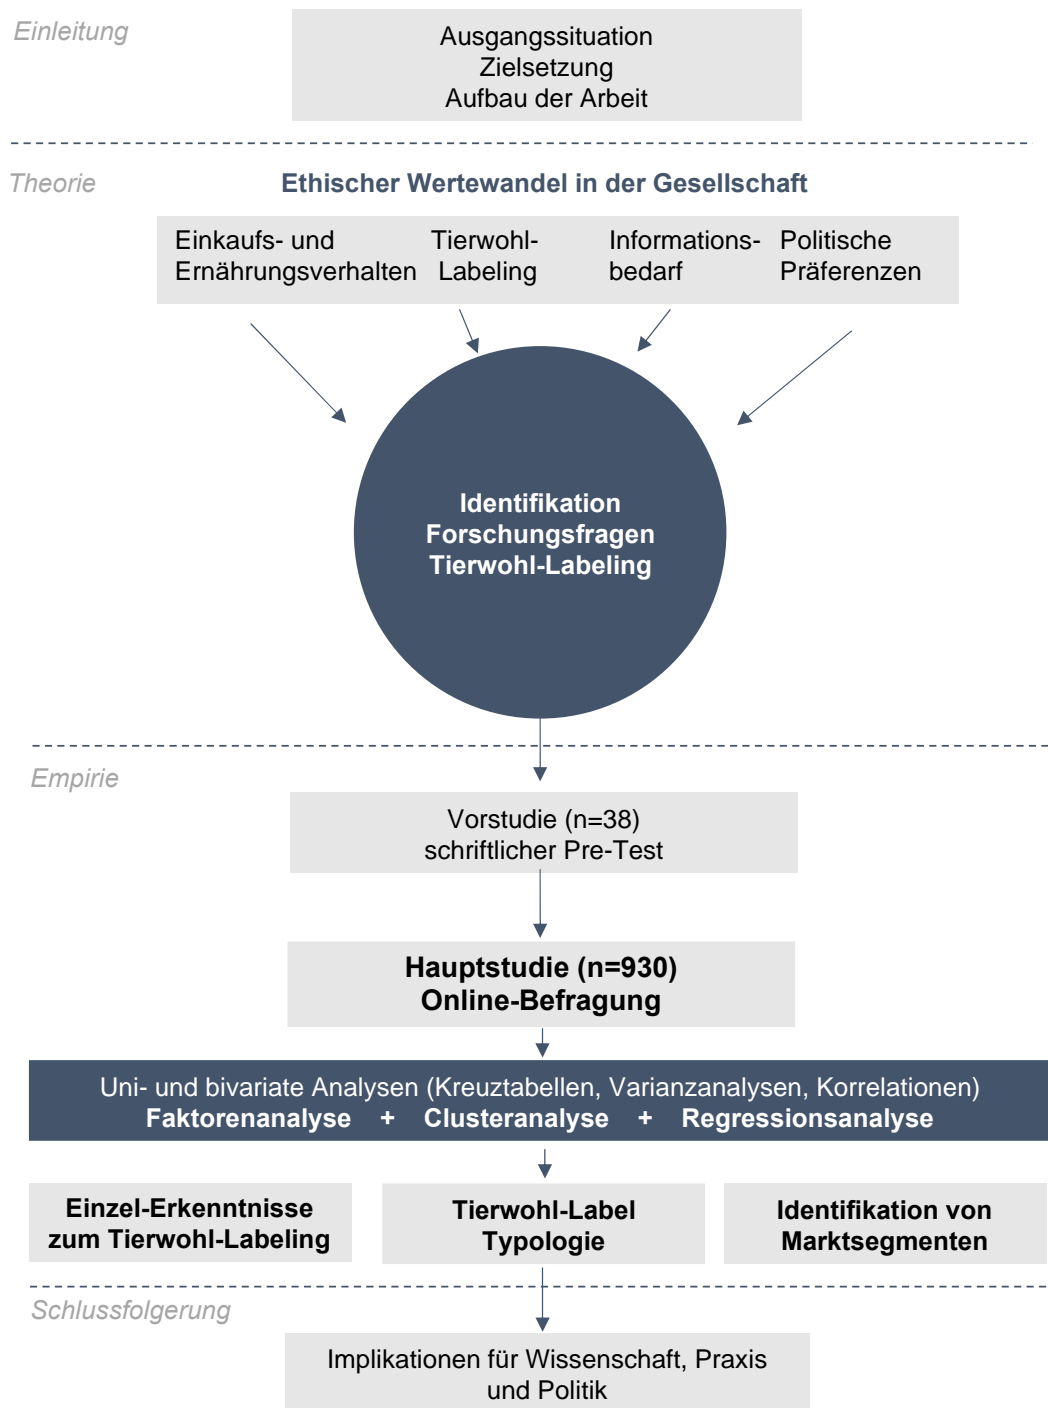 Einleitung
Ausgangssituation
Zielsetzung
Aufbau der Arbeit
Theorie
Ethischer Wertewandel in der Gesellschaft
Einkaufs- und
Ernährungsverhalten
Tierwohl-
Labeling
Informations-
bedarf
Politische
Präferenzen
Identifikation
Forschungsfragen
Tierwohl-Labeling
Empirie
Vorstudie (n=38)
schriftlicher Pre-Test
Hauptstudie (n=930)
Online-Befragung
Uni- und bivariate Analysen (Kreuztabellen, Varianzanalysen, Korrelationen)
Faktorenanalyse + Clusteranalyse + Regressionsanalyse
Einzel-Erkenntnisse
zum Tierwohl-Labeling
Tierwohl-Label
Typologie
Identifikation von
Marktsegmenten
Schlussfolgerung
Implikationen für Wissenschaft, Praxis
und Politik